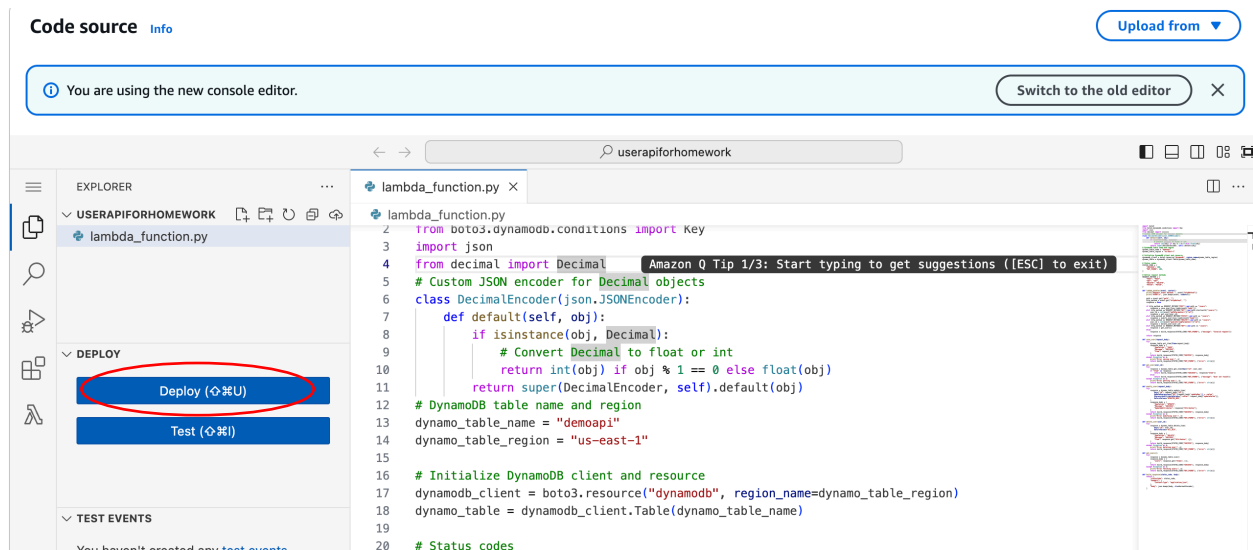 Code source Info
Upload from
You are using the new console editor.
Switch to the old editor
userapiforhomework
EXPLORER
USERAPIFORHOMEWORK
lambda_function.py
DEPLOY
Deploy (⇧⌘U)
Test (⇧⌘I)
TEST EVENTS
You haven't created any test events
lambda_function.py
lambda_function.py
2 from boto3.dynamodb.conditions import Key
3 import json
4 from decimal import Decimal Amazon Q Tip 1/3: Start typing to get suggestions ([ESC] to exit)
5 # Custom JSON encoder for Decimal objects
6 class DecimalEncoder(json.JSONEncoder):
7 def default(self, obj):
8 if isinstance(obj, Decimal):
9 # Convert Decimal to float or int
10 return int(obj) if obj % 1 == 0 else float(obj)
11 return super(DecimalEncoder, self).default(obj)
12 # DynamoDB table name and region
13 dynamo_table_name = "demoapi"
14 dynamo_table_region = "us-east-1"
15
16 # Initialize DynamoDB client and resource
17 dynamodb_client = boto3.resource("dynamodb", region_name=dynamo_table_region)
18 dynamo_table = dynamodb_client.Table(dynamo_table_name)
19
20 # Status codes